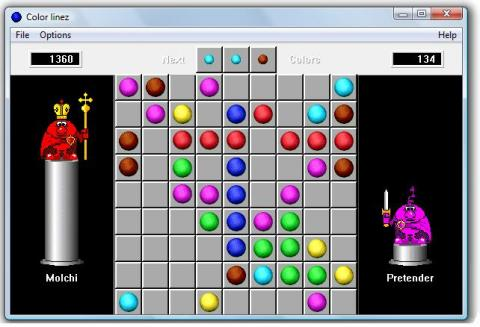 Color linez
File Options Help
1360 Next Colors 134
Molchi Pretender